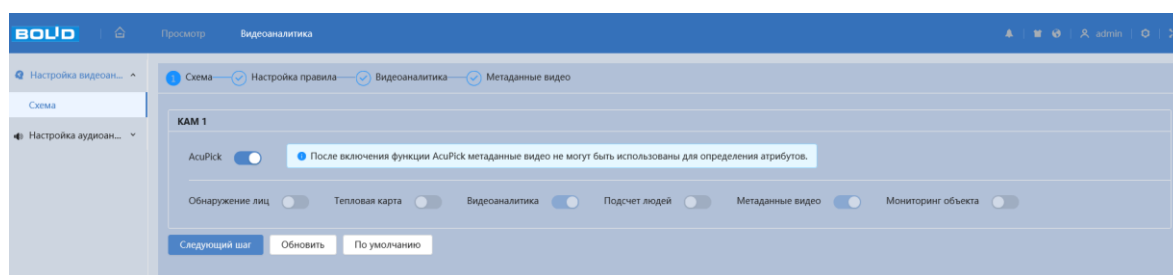 BOLID Просмотр Видеоаналитика admin
Настройка видеоан... 1 Схема Настройка правила Видеоаналитика Метаданные видео
Схема
КАМ 1
Настройка аудиоан...
AcuPick После включения функции AcuPick метаданные видео не могут быть использованы для определения атрибутов.
Обнаружение лиц Тепловая карта Видеоаналитика Подсчет людей Метаданные видео Мониторинг объекта
Следующий шаг Обновить По умолчанию